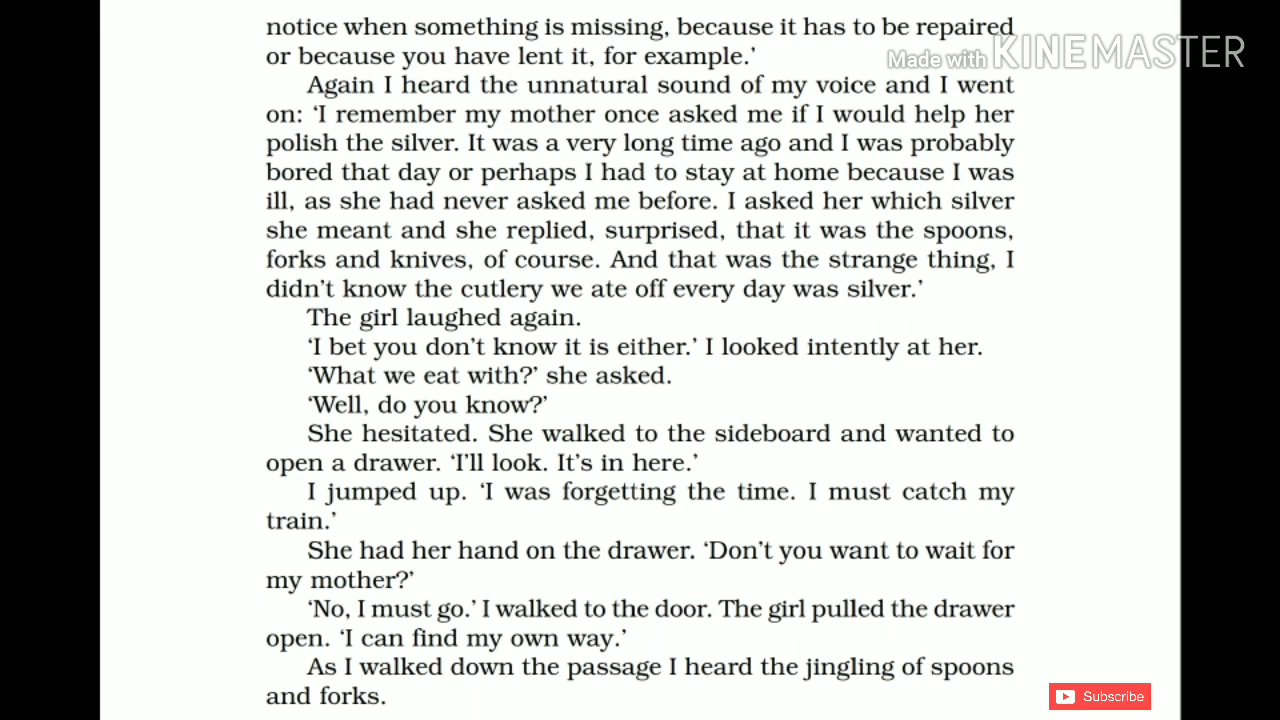 notice when something is missing, because it has to be repaired
Made with KINEMASTER
or because you have lent it, for example.’
Again I heard the unnatural sound of my voice and I went
on: ‘I remember my mother once asked me if I would help her
polish the silver. It was a very long time ago and I was probably
bored that day or perhaps I had to stay at home because I was
ill, as she had never asked me before. I asked her which silver
she meant and she replied, surprised, that it was the spoons,
forks and knives, of course. And that was the strange thing, I
didn’t know the cutlery we ate off every day was silver.’
The girl laughed again.
‘I bet you don’t know it is either.’ I looked intently at her.
‘What we eat with?’ she asked.
‘Well, do you know?’
She hesitated. She walked to the sideboard and wanted to
open a drawer. ‘I’ll look. It’s in here.’
I jumped up. ‘I was forgetting the time. I must catch my
train.’
She had her hand on the drawer. ‘Don’t you want to wait for
my mother?’
‘No, I must go.’ I walked to the door. The girl pulled the drawer
open. ‘I can find my own way.’
As I walked down the passage I heard the jingling of spoons
and forks.
Subscribe